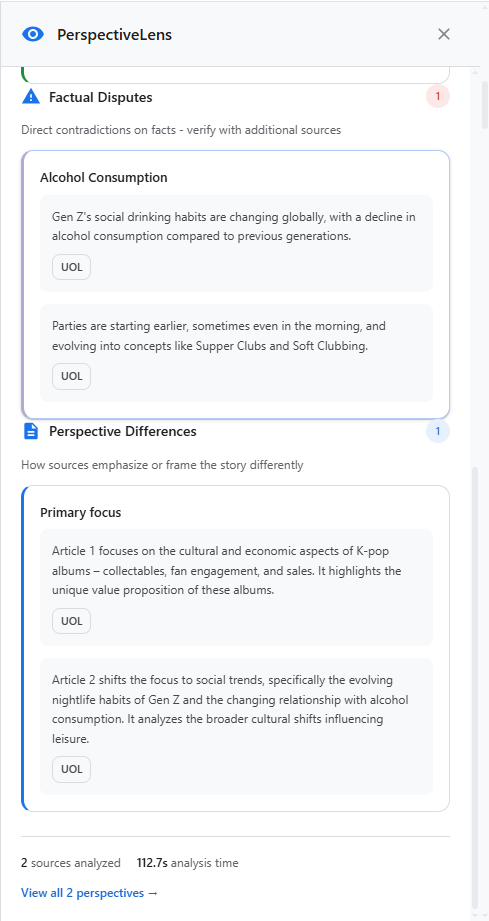 PerspectiveLens
Factual Disputes
1
Direct contradictions on facts - verify with additional sources
Alcohol Consumption
Gen Z's social drinking habits are changing globally, with a decline in
alcohol consumption compared to previous generations.
UOL
Parties are starting earlier, sometimes even in the morning, and
evolving into concepts like Supper Clubs and Soft Clubbing.
UOL
Perspective Differences
1
How sources emphasize or frame the story differently
Primary focus
Article 1 focuses on the cultural and economic aspects of K-pop
albums – collectables, fan engagement, and sales. It highlights the
unique value proposition of these albums.
UOL
Article 2 shifts the focus to social trends, specifically the evolving
nightlife habits of Gen Z and the changing relationship with alcohol
consumption. It analyzes the broader cultural shifts influencing
leisure.
UOL
2 sources analyzed 112.7s analysis time
View all 2 perspectives →